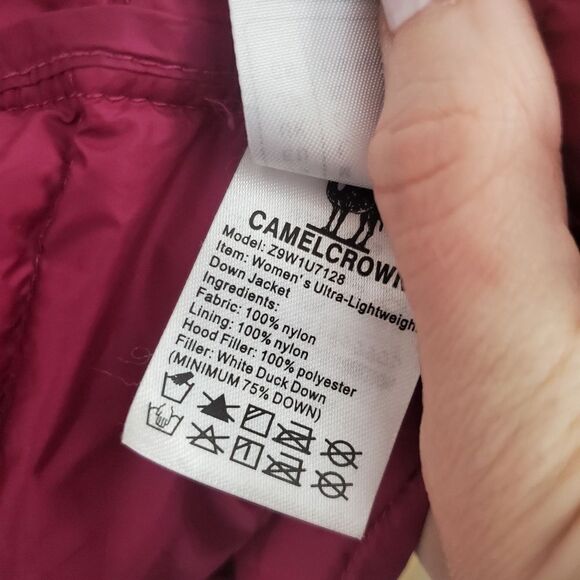 CAMELCROWN
Model: Z9W1U7128
Item: Women's Ultra-Lightweight
Down Jacket
Ingredients:
Fabric: 100% nylon
Lining: 100% nylon
Hood Filler: 100% polyester
Filler: White Duck Down
(MINIMUM 75% DOWN)